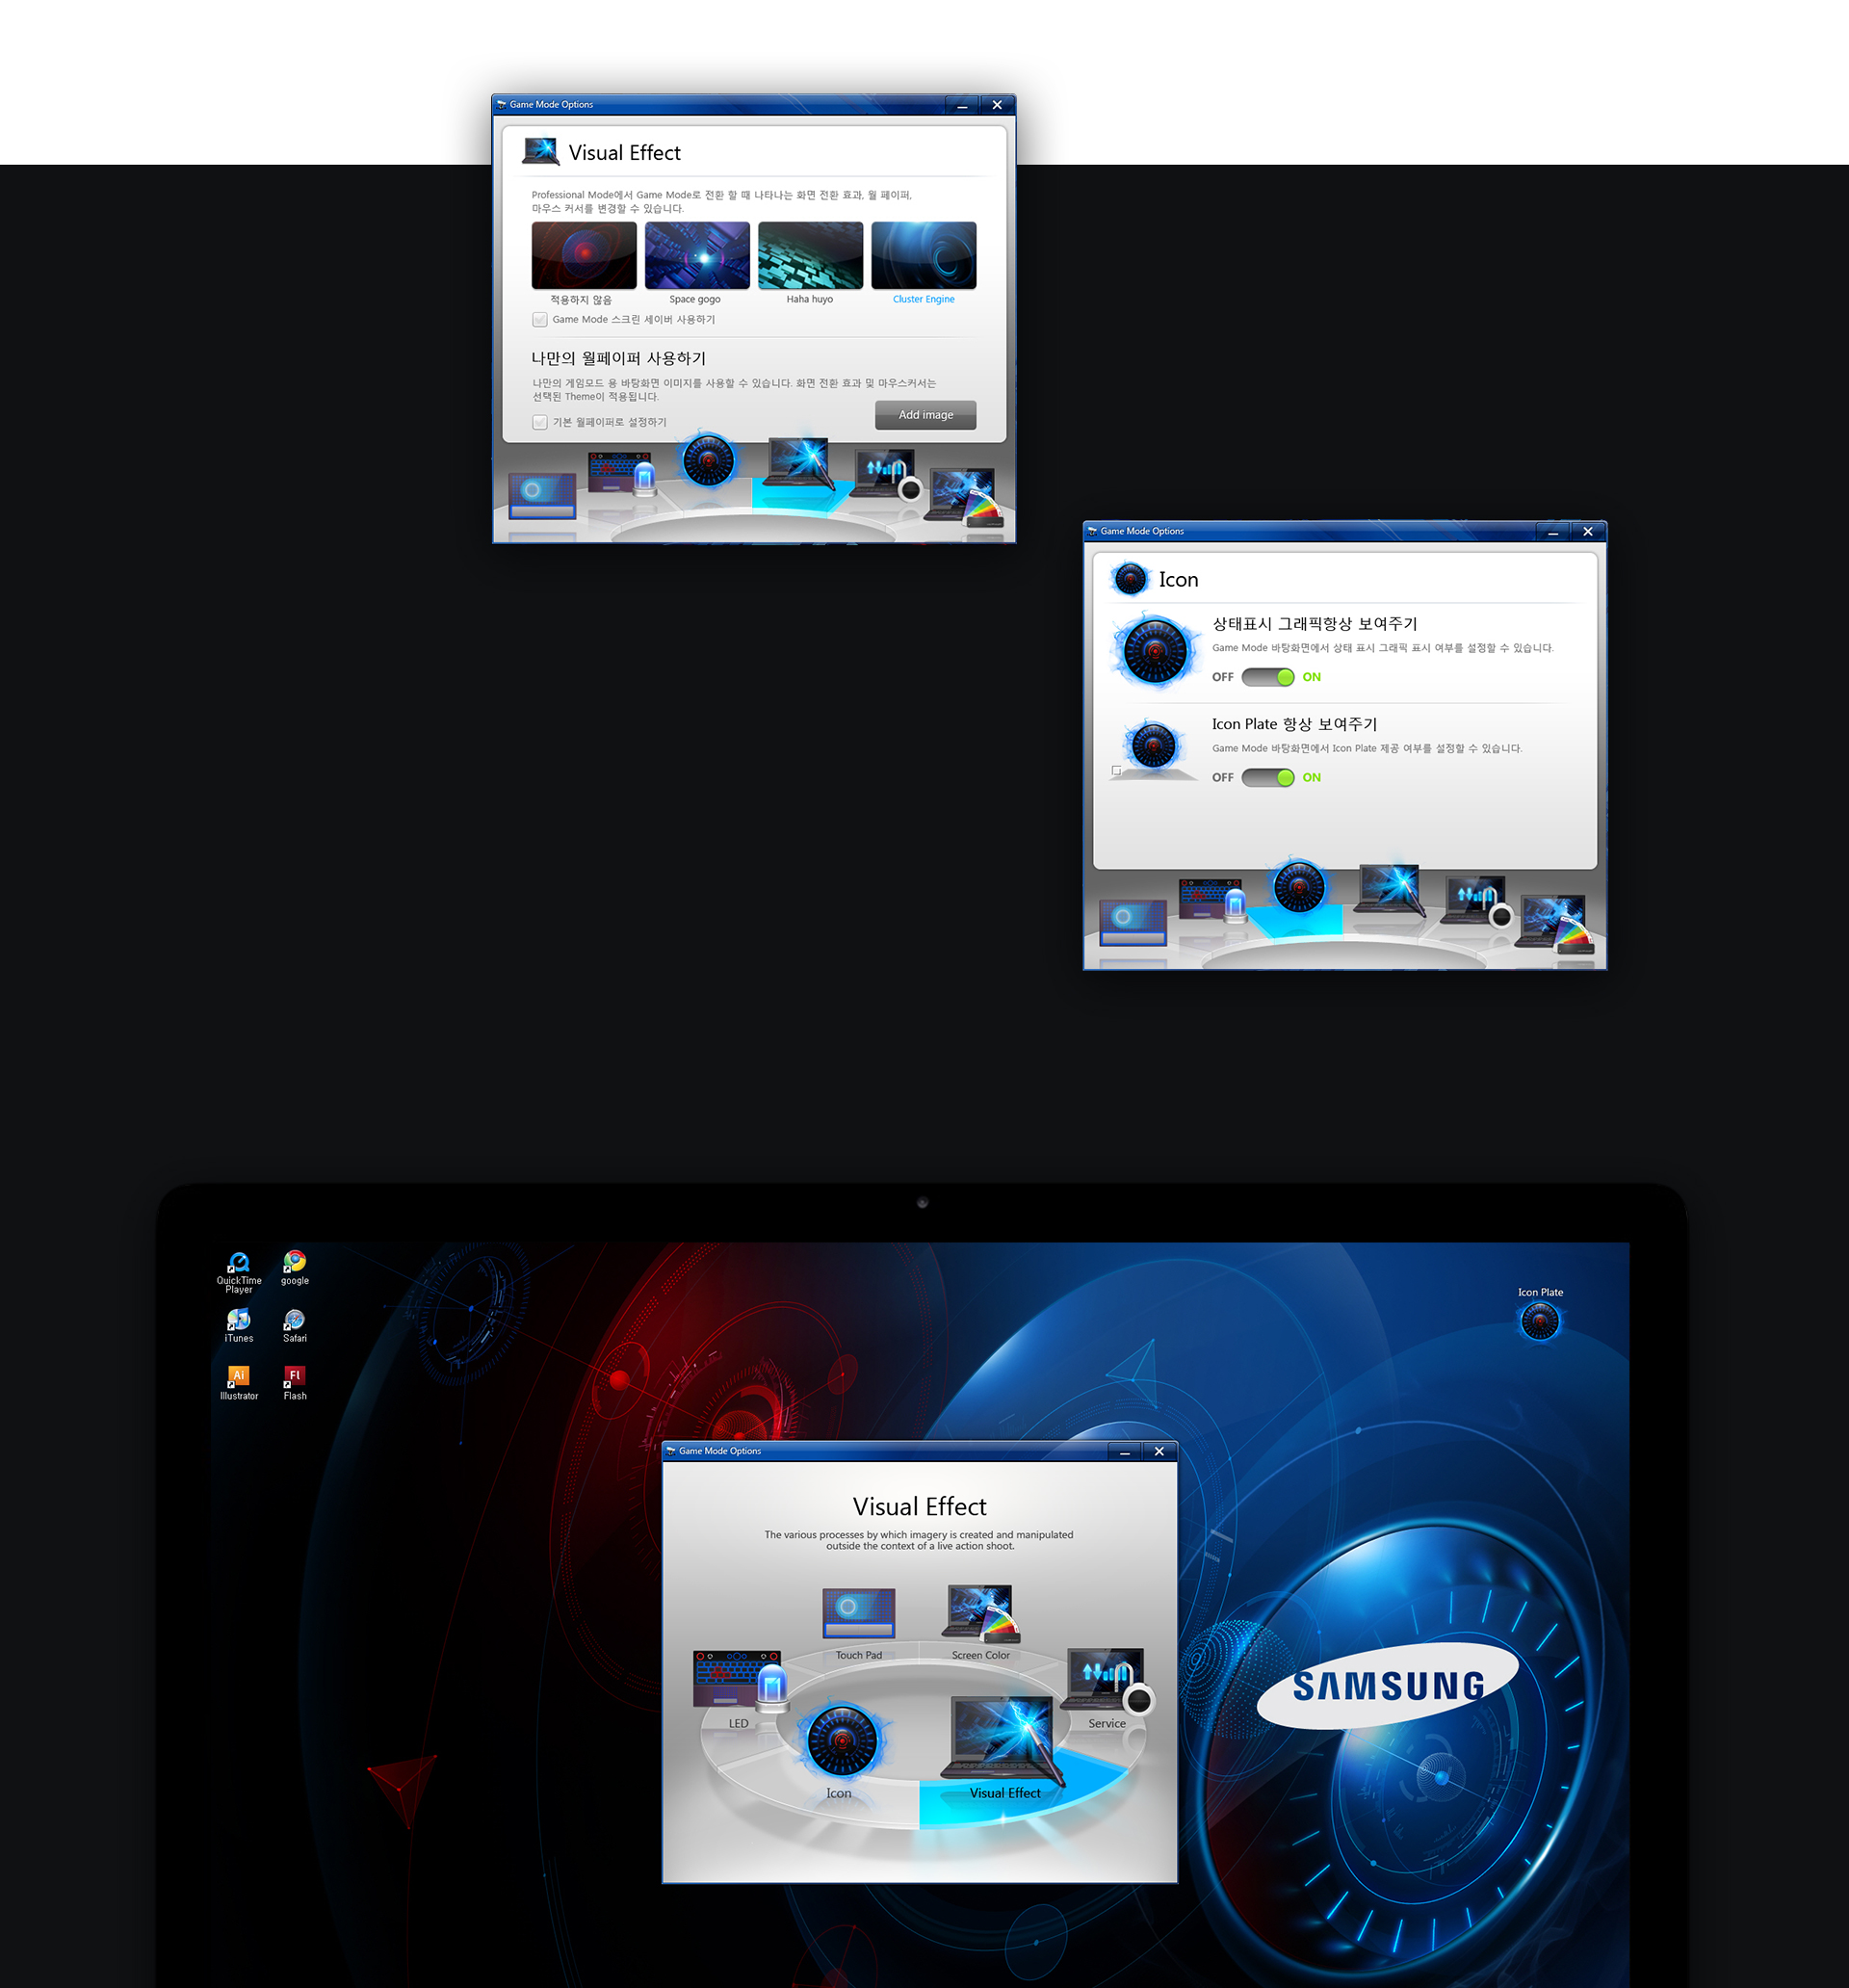 Game Mode Options
Visual Effect
Professional Mode에서 Game Mode로 전환 할 때 나타나는 화면 전환 효과, 월 페이퍼,
마우스 커서를 변경할 수 있습니다.
적용하지 않음
Space gogo
Haha huyo
Cluster Engine
Game Mode 스크린 세이버 사용하기
나만의 월페이퍼 사용하기
나만의 게임모드 용 바탕화면 이미지를 사용할 수 있습니다. 화면 전환 효과 및 마우스커서는
선택된 Theme이 적용됩니다.
Add image
기본 월페이퍼로 설정하기
Game Mode Options
Icon
상태표시 그래픽항상 보여주기
Game Mode 바탕화면에서 상태 표시 그래픽 표시 여부를 설정할 수 있습니다.
OFF ON
Icon Plate 항상 보여주기
Game Mode 바탕화면에서 Icon Plate 제공 여부를 설정할 수 있습니다.
OFF ON
QuickTime
Player
google
iTunes
Safari
Ai
Illustrator
Fl
Flash
Icon Plate
Game Mode Options
Visual Effect
The various processes by which imagery is created and manipulated
outside the context of a live action shoot.
Touch Pad
Screen Color
LED
Service
Icon
Visual Effect
SAMSUNG